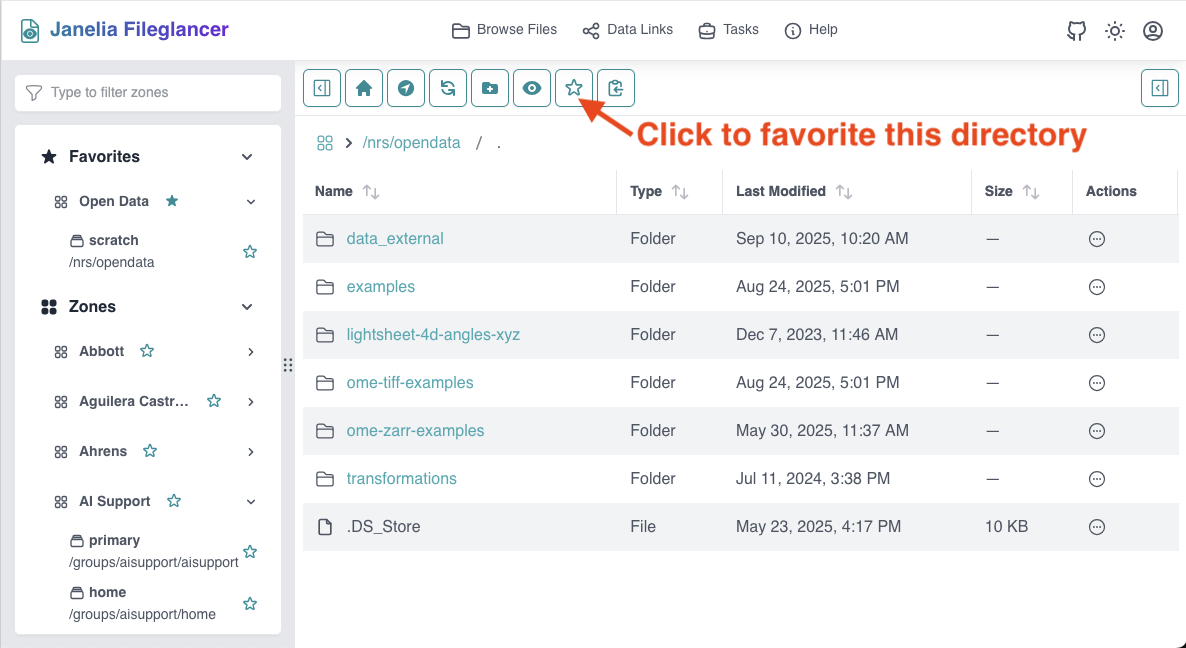 Janelia Fileglancer
Browse Files
Data Links
Tasks
Help
Type to filter zones
Favorites
Open Data
scratch
/nrs/opendata
Zones
Abbott
Aguilera Castr...
Ahrens
AI Support
primary
/groups/aisupport/aisupport
home
/groups/aisupport/home
Click to favorite this directory
/nrs/opendata / .
Name Type Last Modified Size Actions
data_external Folder Sep 10, 2025, 10:20 AM —
examples Folder Aug 24, 2025, 5:01 PM —
lightsheet-4d-angles-xyz Folder Dec 7, 2023, 11:46 AM —
ome-tiff-examples Folder Aug 24, 2025, 5:01 PM —
ome-zarr-examples Folder May 30, 2025, 11:37 AM —
transformations Folder Jul 11, 2024, 3:38 PM —
.DS_Store File May 23, 2025, 4:17 PM 10 KB